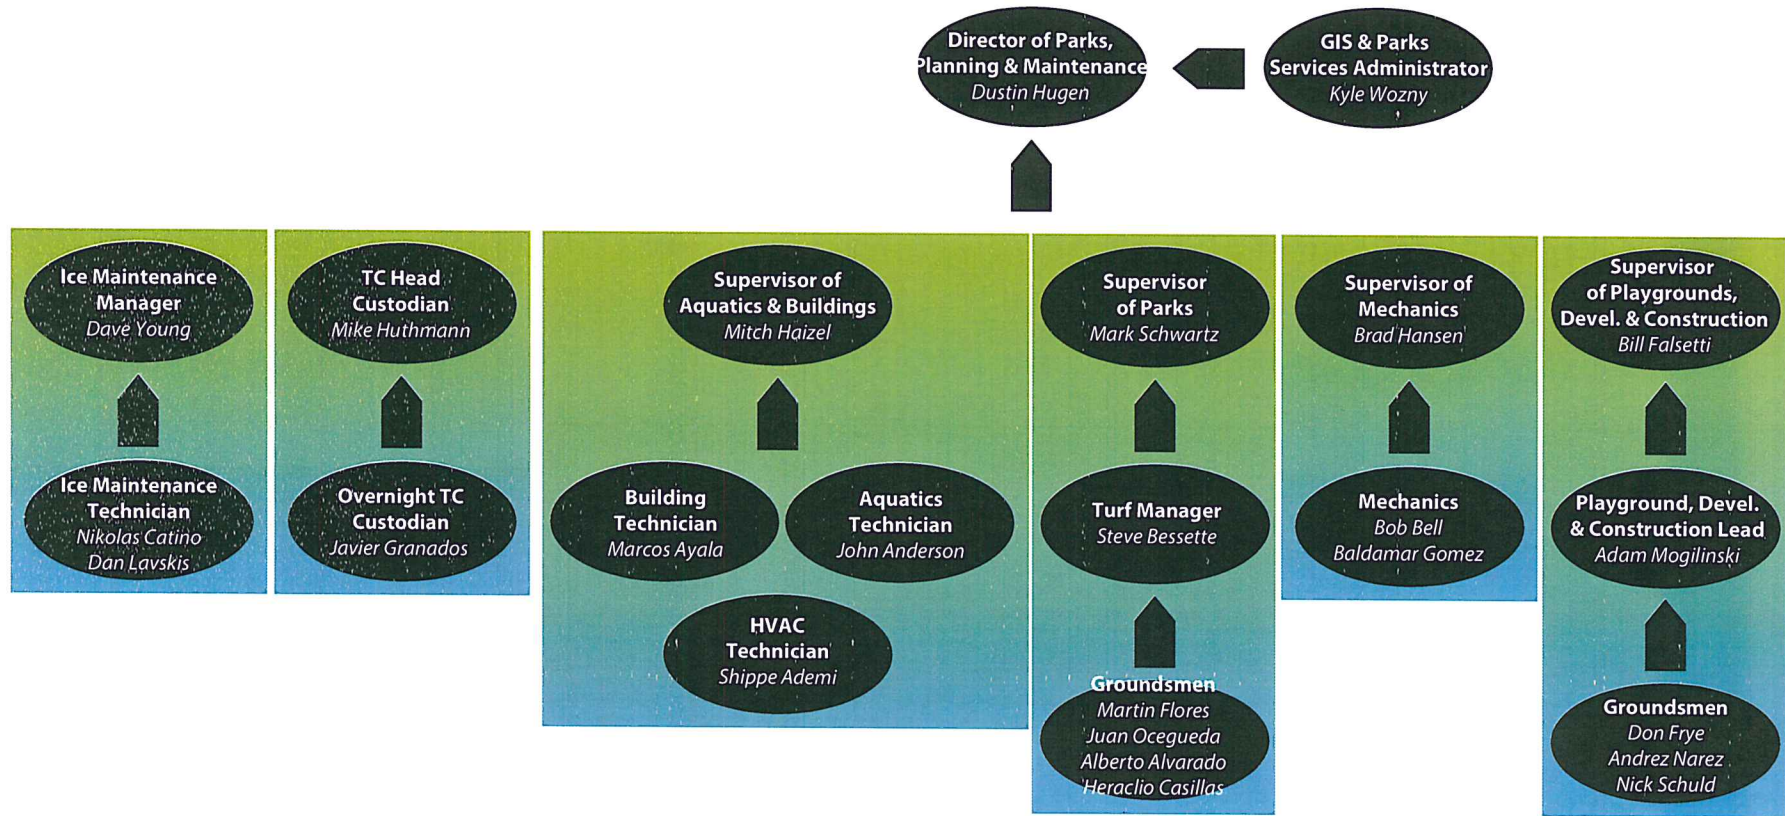 Director of Parks,
Planning & Maintenance
Dustin Hugen
GIS & Parks
Services Administrator
Kyle Wozny
Ice Maintenance
Manager
Dave Young
TC Head
Custodian
Mike Huthmann
Supervisor of
Aquatics & Buildings
Mitch Haizel
Supervisor
of Parks
Mark Schwartz
Supervisor of
Mechanics
Brad Hansen
Supervisor
of Playgrounds,
Devel. & Construction
Bill Falsetti
Ice Maintenance
Technician
Nikolas Catino
Dan Lavskis
Overnight TC
Custodian
Javier Granados
Building
Technician
Marcos Ayala
Aquatics
Technician
John Anderson
HVAC
Technician
Shippe Ademi
Turf Manager
Steve Bessette
Groundsmen
Martin Flores
Juan Ocegueda
Alberto Alvarado
Heraclio Casillas
Mechanics
Bob Bell
Baldamar Gomez
Playground, Devel.
& Construction Lead
Adam Mogilinski
Groundsmen
Don Frye
Andrez Narez
Nick Schuld